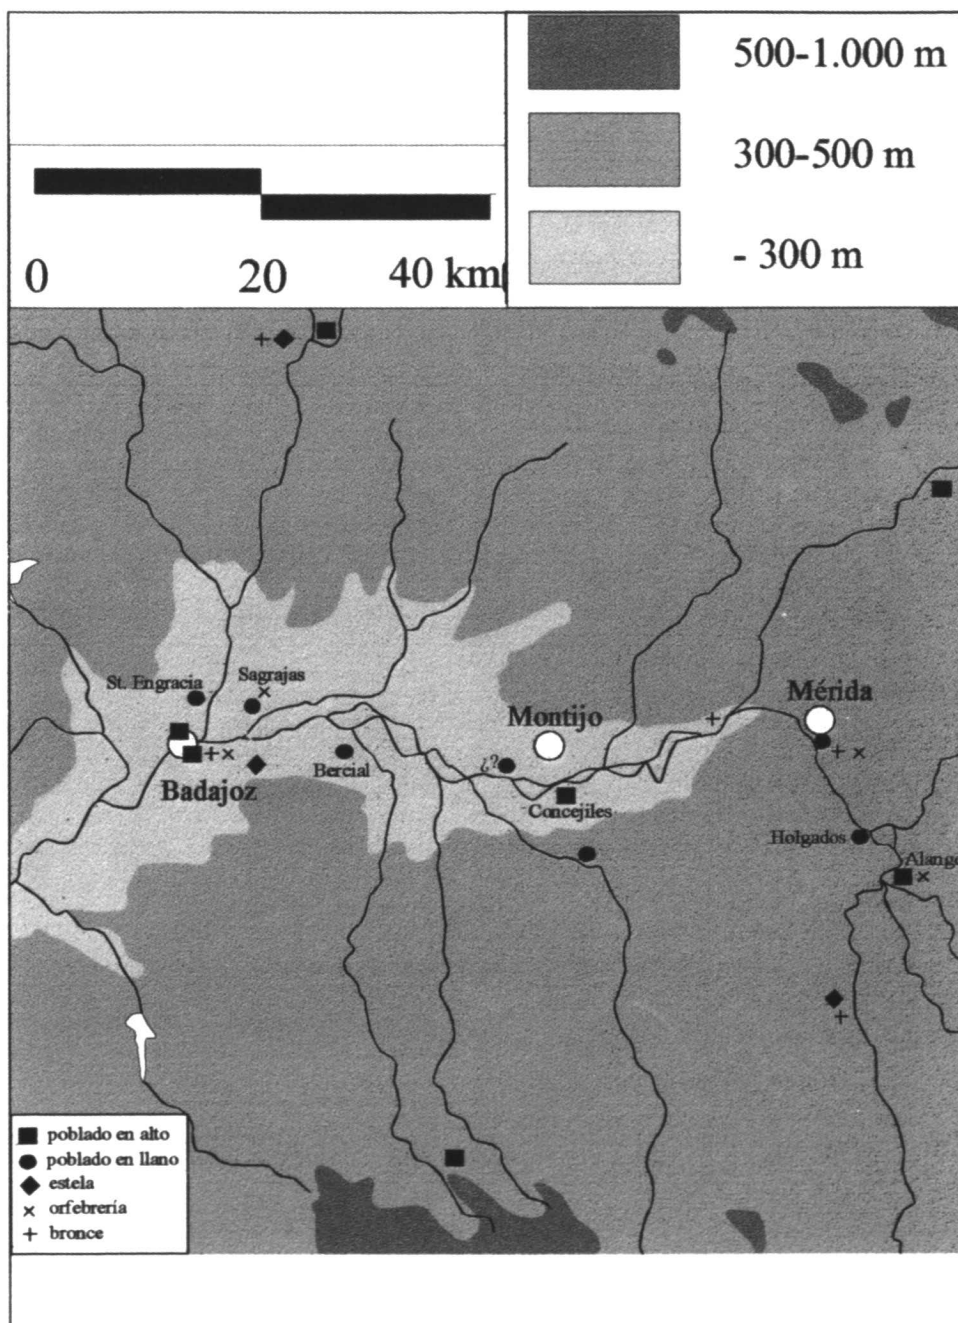 500-1.000 m
300-500 m
- 300 m
0 20 40 km
St. Engracia
Sagrajas
Mérida
Montijo
¿?
Bercial
Badajoz
Concejiles
Holgados
Alange
poblado en alto
poblado en llano
estela
orfebrería
bronce